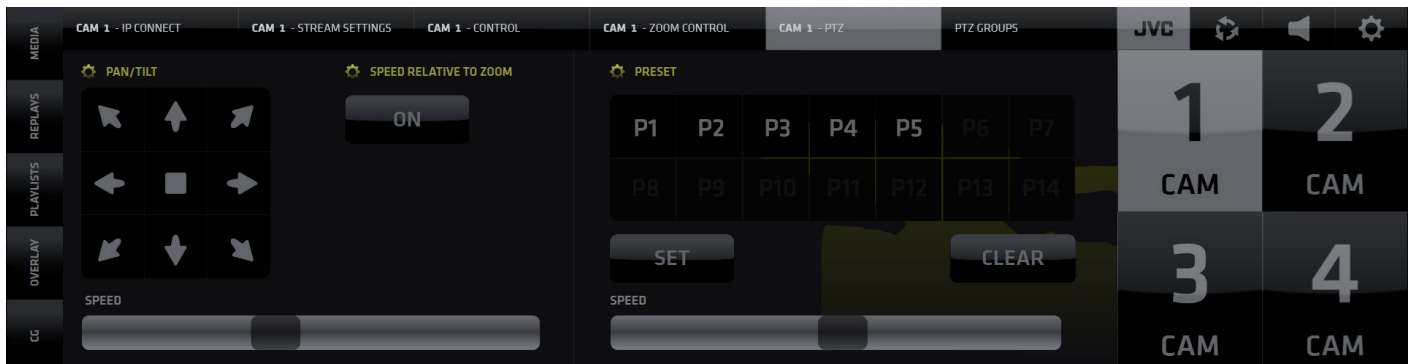 MEDIA
REPLAYS
PLAYLISTS
OVERLAY
CG
CAM 1 - IP CONNECT
CAM 1 - STREAM SETTINGS
CAM 1 - CONTROL
CAM 1 - ZOOM CONTROL
CAM 1 - PTZ
PTZ GROUPS
JVC
PAN/TILT
SPEED RELATIVE TO ZOOM
ON
SPEED
PRESET
P1 P2 P3 P4 P5 P6 P7
P8 P9 P10 P11 P12 P13 P14
SET
CLEAR
SPEED
1
CAM
2
CAM
3
CAM
4
CAM